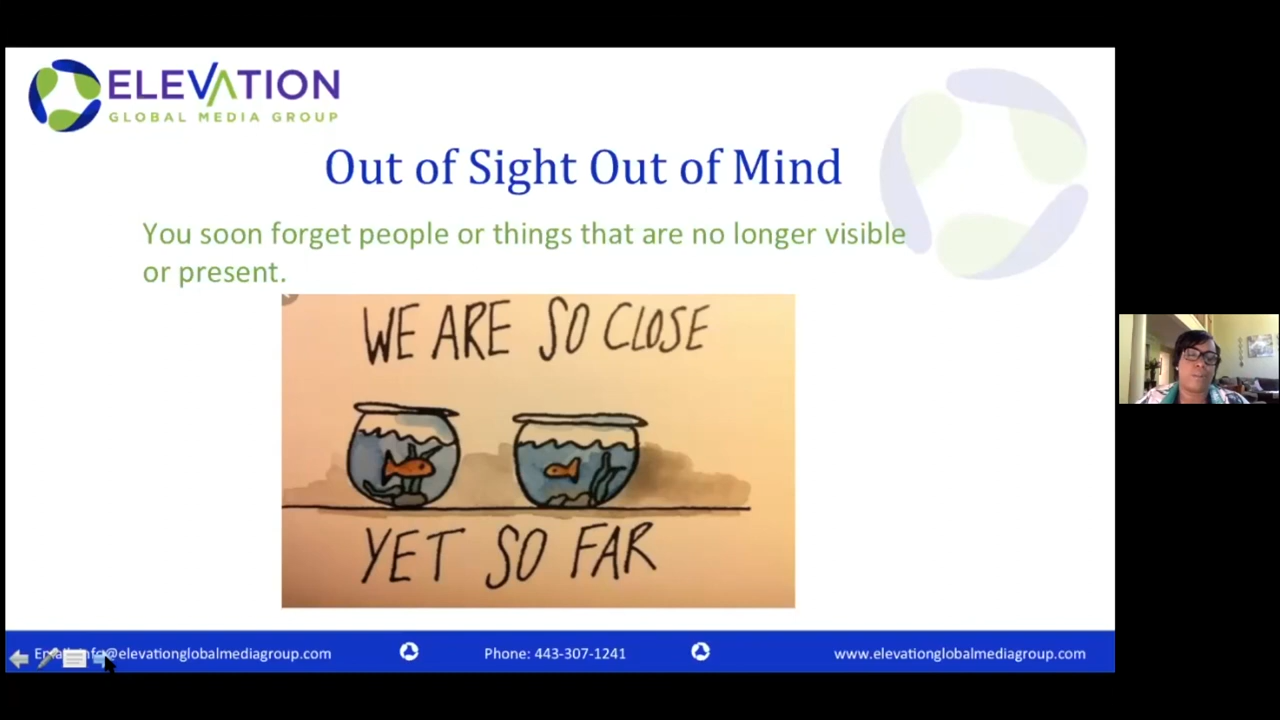 ELEVATION
GLOBAL MEDIA GROUP
Out of Sight Out of Mind
You soon forget people or things that are no longer visible
or present.
WE ARE SO CLOSE
YET SO FAR
@elevationglobalmediagroup.com
Phone: 443-307-1241
www.elevationglobalmediagroup.com